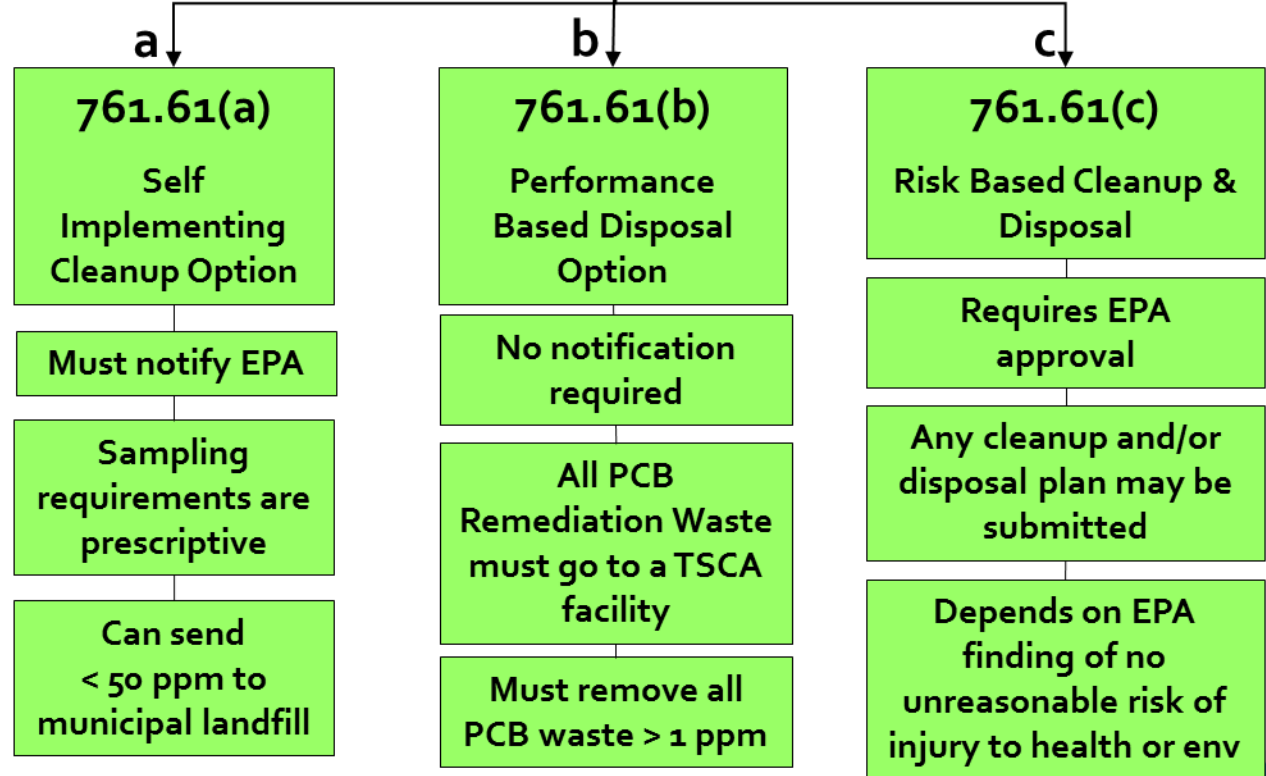 a
761.61(a)
Self
Implementing
Cleanup Option
Must notify EPA
Sampling
requirements are
prescriptive
Can send
< 50 ppm to
municipal landfill
b
761.61(b)
Performance
Based Disposal
Option
No notification
required
All PCB
Remediation Waste
must go to a TSCA
facility
Must remove all
PCB waste > 1 ppm
c
761.61(c)
Risk Based Cleanup &
Disposal
Requires EPA
approval
Any cleanup and/or
disposal plan may be
submitted
Depends on EPA
finding of no
unreasonable risk of
injury to health or env